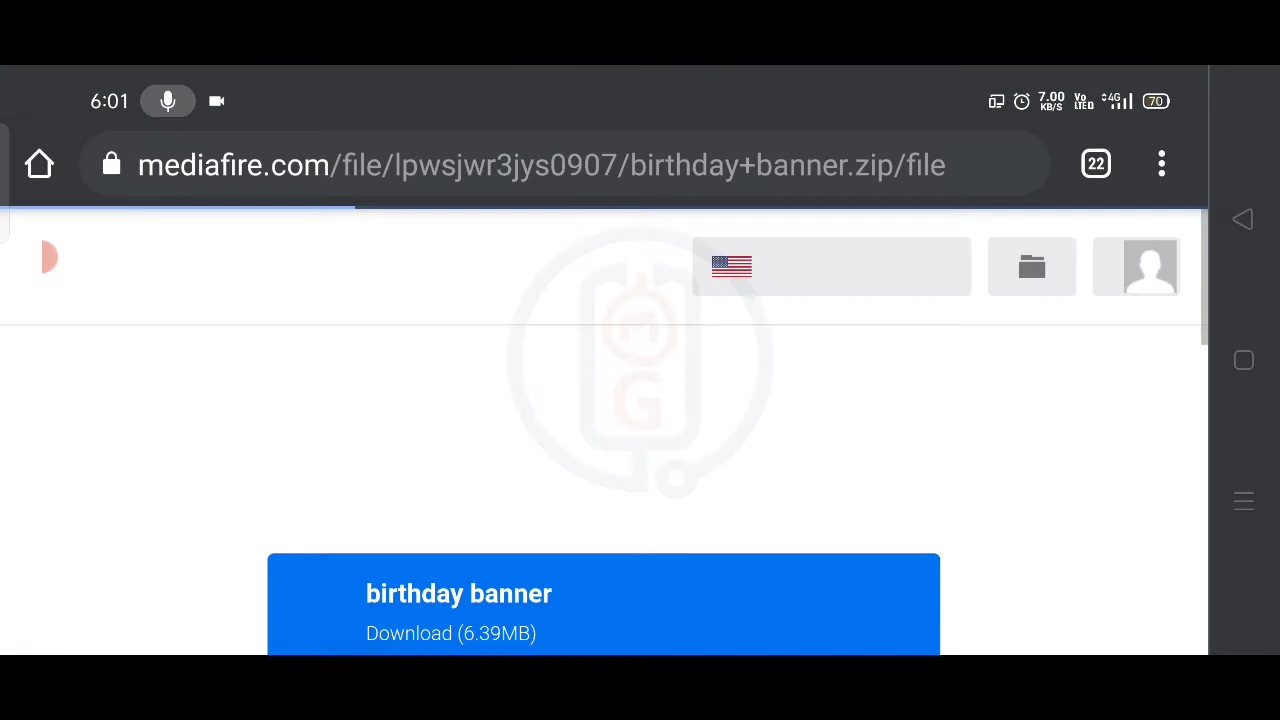 6:01 7.00 KB/S Vo LTED 4G 70
mediafire.com/file/lpwsjwr3jys0907/birthday+banner.zip/file 22
M
G
birthday banner
Download (6.39MB)